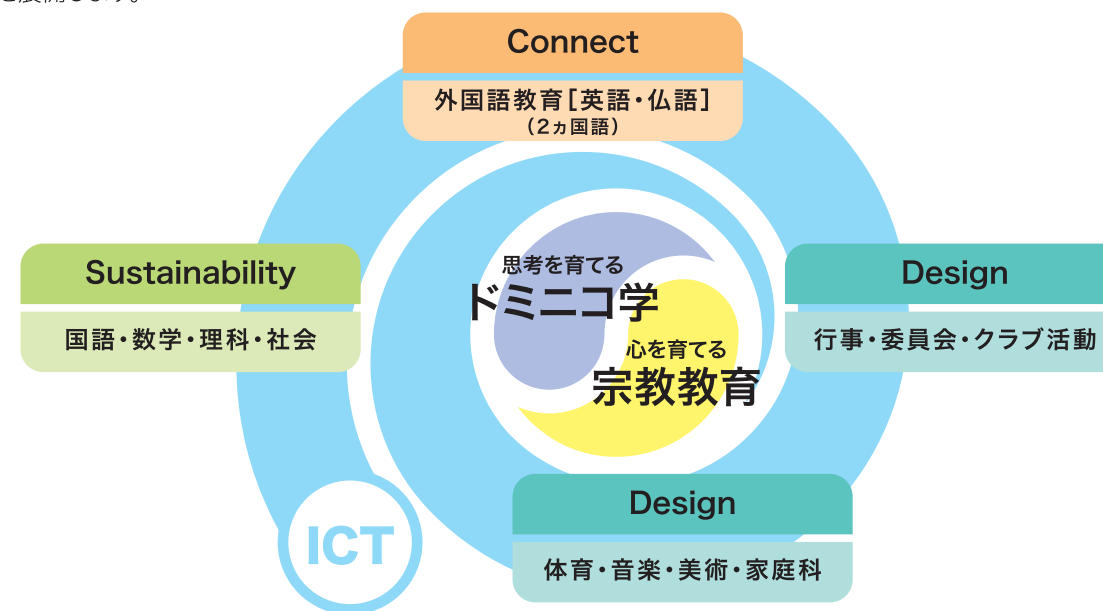 Connect
外国語教育[英語・仏語]
(2ヵ国語)
Sustainability
国語・数学・理科・社会
思考を育てる
ドミニコ学
心を育てる
宗教教育
Design
行事・委員会・クラブ活動
Design
体育・音楽・美術・家庭科
ICT